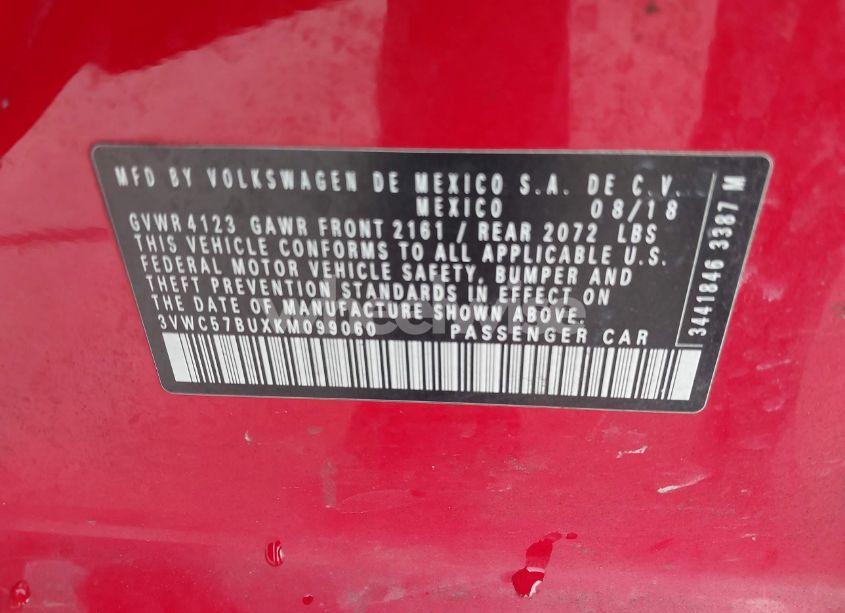 MFD BY VOLKSWAGEN DE MEXICO S.A. DE C.V.
MEXICO 08/18
GVWR 4123 GAWR FRONT 2161 / REAR 2072 LBS
THIS VEHICLE CONFORMS TO ALL APPLICABLE U.S.
FEDERAL MOTOR VEHICLE SAFETY, BUMPER AND
THEFT PREVENTION STANDARDS IN EFFECT ON
THE DATE OF MANUFACTURE SHOWN ABOVE.
3VWC57BUXKM099060 PASSENGER CAR
3441846 3387 M